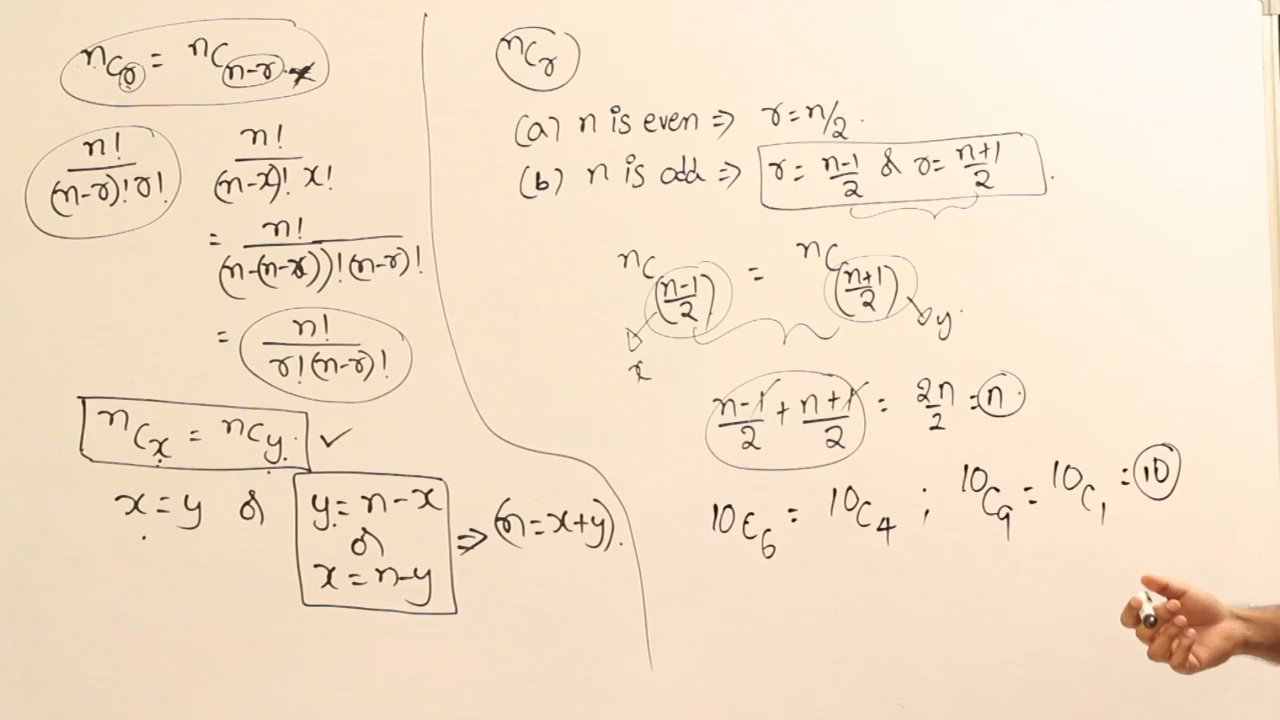 nCr = nCn-r.
n!/(n-r)!r! n!/(n-x)! x!
= n!/(n-(n-r))!(n-r)!
= n!/r!(n-r)!
nCx = nCy. ✓
x = y or y = n-x or x = n-y ⇒ (n=x+y).
nCr
(a) n is even ⇒ r = n/2.
(b) n is odd ⇒ r = n-1/2 & r = n+1/2.
nC(n-1/2) = nC(n+1/2)
x y
n-1/2 + n+1/2 = 2n/2 = n
10C6 = 10C4 ; 10C9 = 10C1 = 10